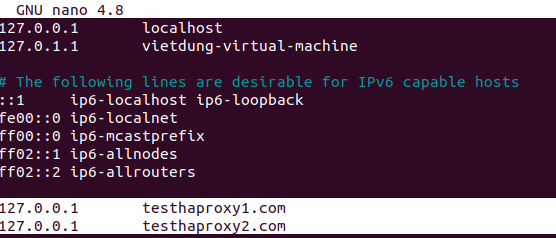 GNU nano 4.8
127.0.0.1 localhost
127.0.1.1 vietdung-virtual-machine
# The following lines are desirable for IPv6 capable hosts
::1 ip6-localhost ip6-loopback
fe00::0 ip6-localnet
ff00::0 ip6-mcastprefix
ff02::1 ip6-allnodes
ff02::2 ip6-allrouters
127.0.0.1 testhaproxy1.com
127.0.0.1 testhaproxy2.com